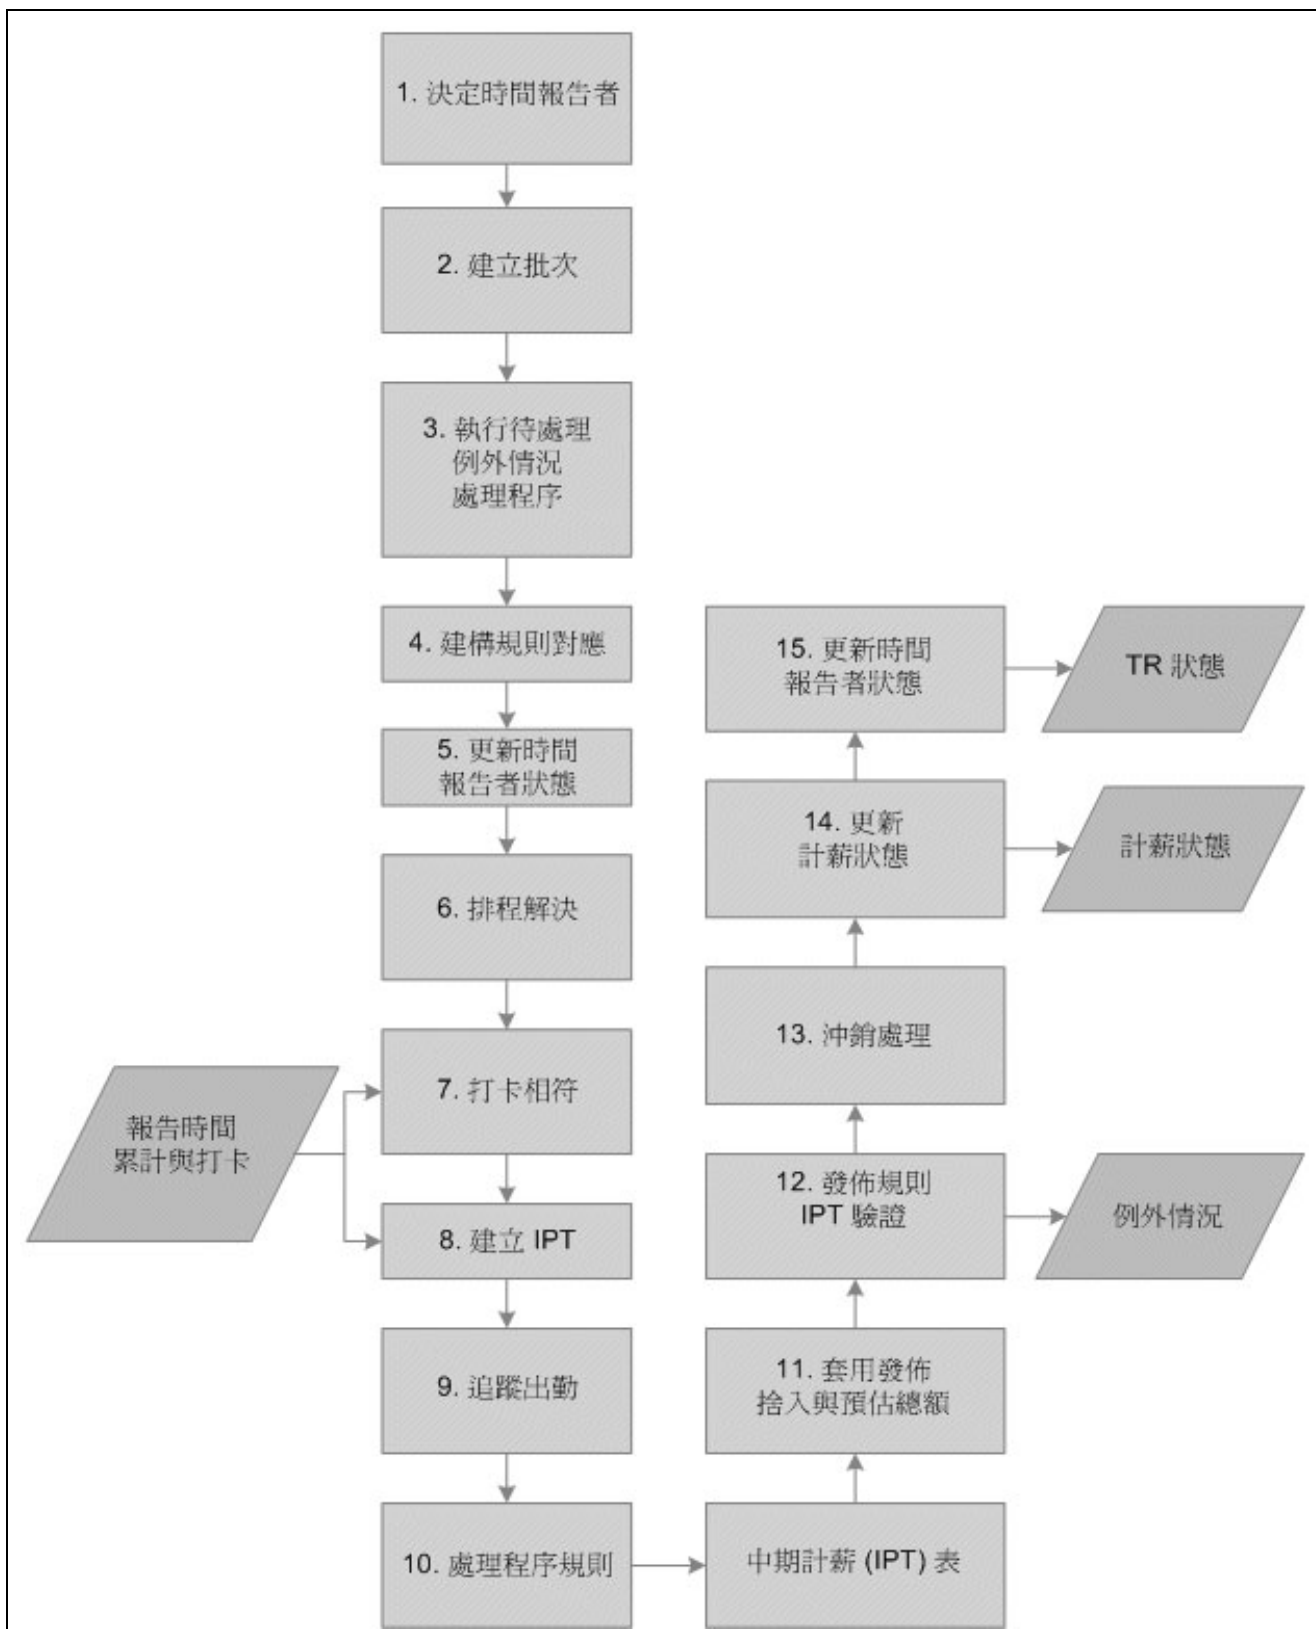 1. 決定時間報告者
2. 建立批次
3. 執行待處理
例外情況
處理程序
4. 建構規則對應
5. 更新時間
報告者狀態
6. 排程解決
報告時間
累計與打卡
7. 打卡相符
8. 建立 IPT
9. 追蹤出勤
10. 處理程序規則
中期計薪 (IPT) 表
11. 套用發佈
捨入與預估總額
12. 發佈規則
IPT 驗證
例外情況
13. 沖銷處理
14. 更新
計薪狀態
計薪狀態
15. 更新時間
報告者狀態
TR 狀態